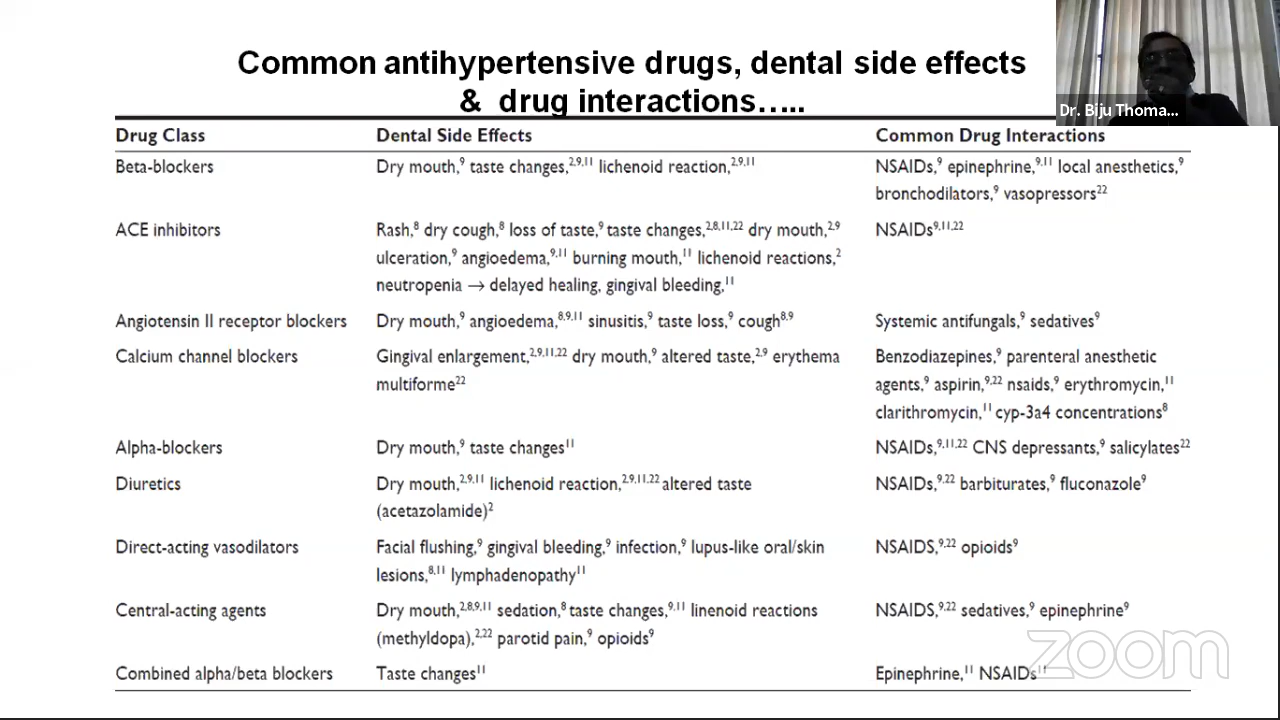 Common antihypertensive drugs, dental side effects
& drug interactions…..
Dr. Biju Thoma...
Drug Class Dental Side Effects Common Drug Interactions
Beta-blockers Dry mouth,9 taste changes,2,9,11 lichenoid reaction,2,9,11 NSAIDs,9 epinephrine,9,11 local anesthetics,9
bronchodilators,9 vasopressors22
ACE inhibitors Rash,8 dry cough,8 loss of taste,9 taste changes,2,8,11,22 dry mouth,2,9 NSAIDs9,11,22
ulceration,9 angioedema,9,11 burning mouth,11 lichenoid reactions,2
neutropenia → delayed healing, gingival bleeding,11
Angiotensin II receptor blockers Dry mouth,9 angioedema,8,9,11 sinusitis,9 taste loss,9 cough8,9 Systemic antifungals,9 sedatives9
Calcium channel blockers Gingival enlargement,2,9,11,22 dry mouth,9 altered taste,2,9 erythema Benzodiazepines,9 parenteral anesthetic
multiforme22 agents,9 aspirin,9,22 nsaids,9 erythromycin,11
clarithromycin,11 cyp-3a4 concentrations8
Alpha-blockers Dry mouth,9 taste changes11 NSAIDs,9,11,22 CNS depressants,9 salicylates22
Diuretics Dry mouth,2,9,11 lichenoid reaction,2,9,11,22 altered taste NSAIDs,9,22 barbiturates,9 fluconazole9
(acetazolamide)2
Direct-acting vasodilators Facial flushing,9 gingival bleeding,9 infection,9 lupus-like oral/skin NSAIDS,9,22 opioids9
lesions,8,11 lymphadenopathy11
Central-acting agents Dry mouth,2,8,9,11 sedation,8 taste changes,9,11 linenoid reactions NSAIDS,9,22 sedatives,9 epinephrine9
(methyldopa),2,22 parotid pain,9 opioids9
Combined alpha/beta blockers Taste changes11 Epinephrine,11 NSAIDs11
zoom